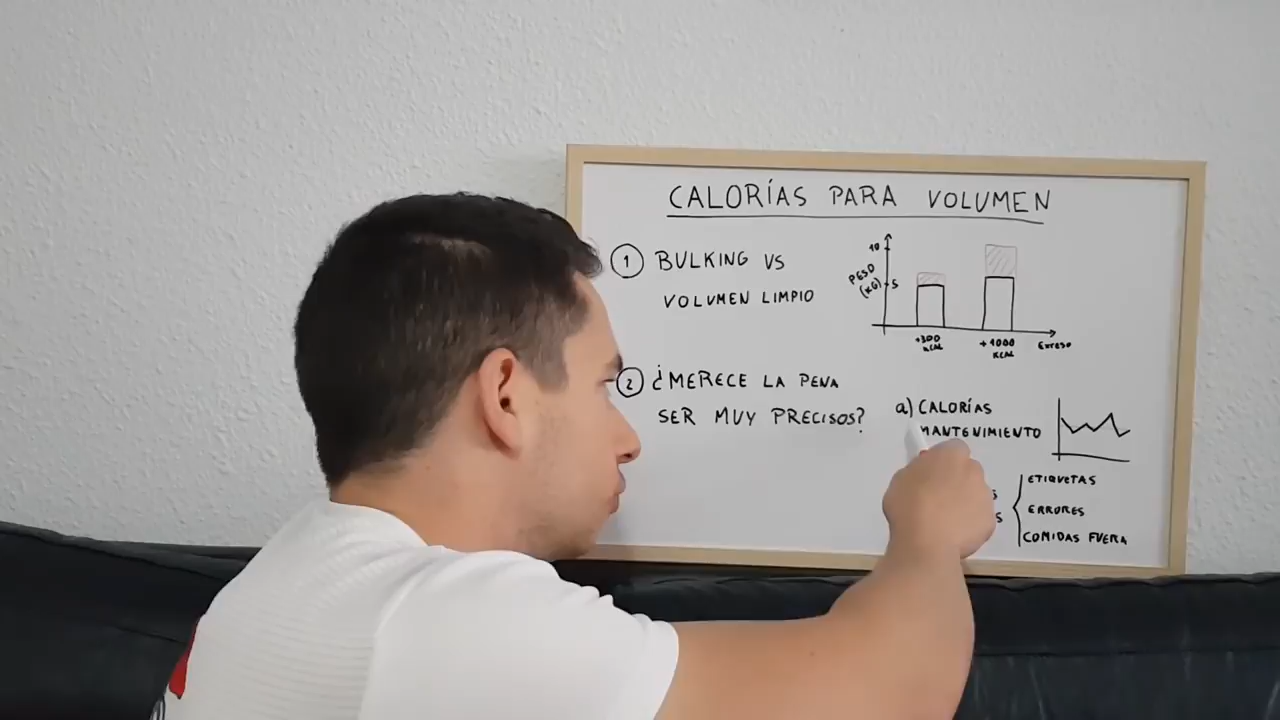 CALORÍAS PARA VOLUMEN
1 BULKING VS
VOLUMEN LIMPIO
10
PESO
(KG)
5
+300
KCAL
+1000
KCAL
Exceso
2 ¿MERECE LA PENA
SER MUY PRECISOS?
a) CALORÍAS
MANTENIMIENTO
ETIQUETAS
ERRORES
COMIDAS FUERA